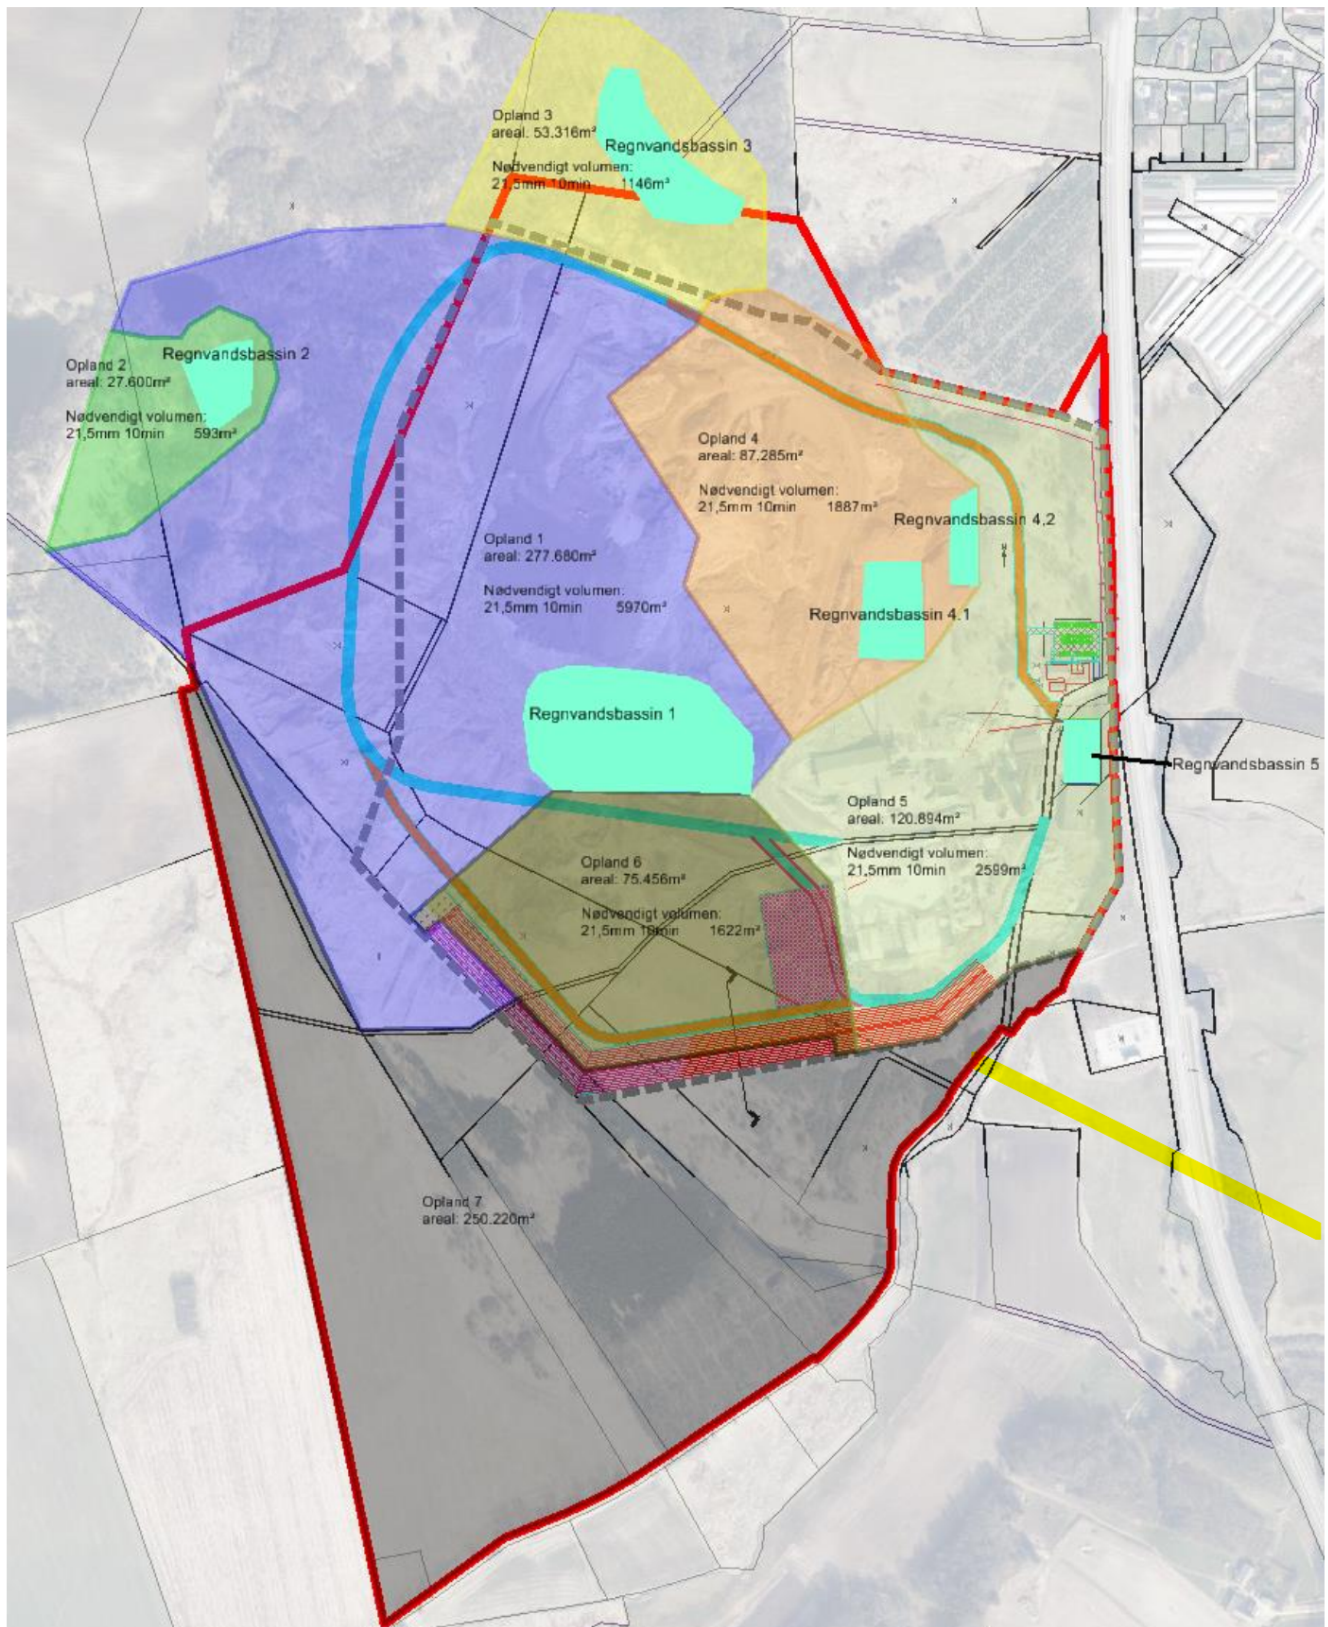 Opland 3
areal: 53.316m²
Nødvendigt volumen:
21,5mm 10min 1146m³
Regnvandsbassin 3
Regnvandsbassin 2
Opland 2
areal: 27.600m²
Nødvendigt volumen:
21,5mm 10min 593m³
Opland 4
areal: 87.285m²
Nødvendigt volumen:
21,5mm 10min 1887m³
Regnvandsbassin 4,2
Regnvandsbassin 4.1
Opland 1
areal: 277.680m²
Nødvendigt volumen:
21,5mm 10min 5970m³
Regnvandsbassin 1
Regnvandsbassin 5
Opland 5
areal: 120.894m²
Nødvendigt volumen:
21,5mm 10min 2599m³
Opland 6
areal: 75.456m²
Nødvendigt volumen:
21,5mm 10min 1622m³
Opland 7
areal: 250.220m²